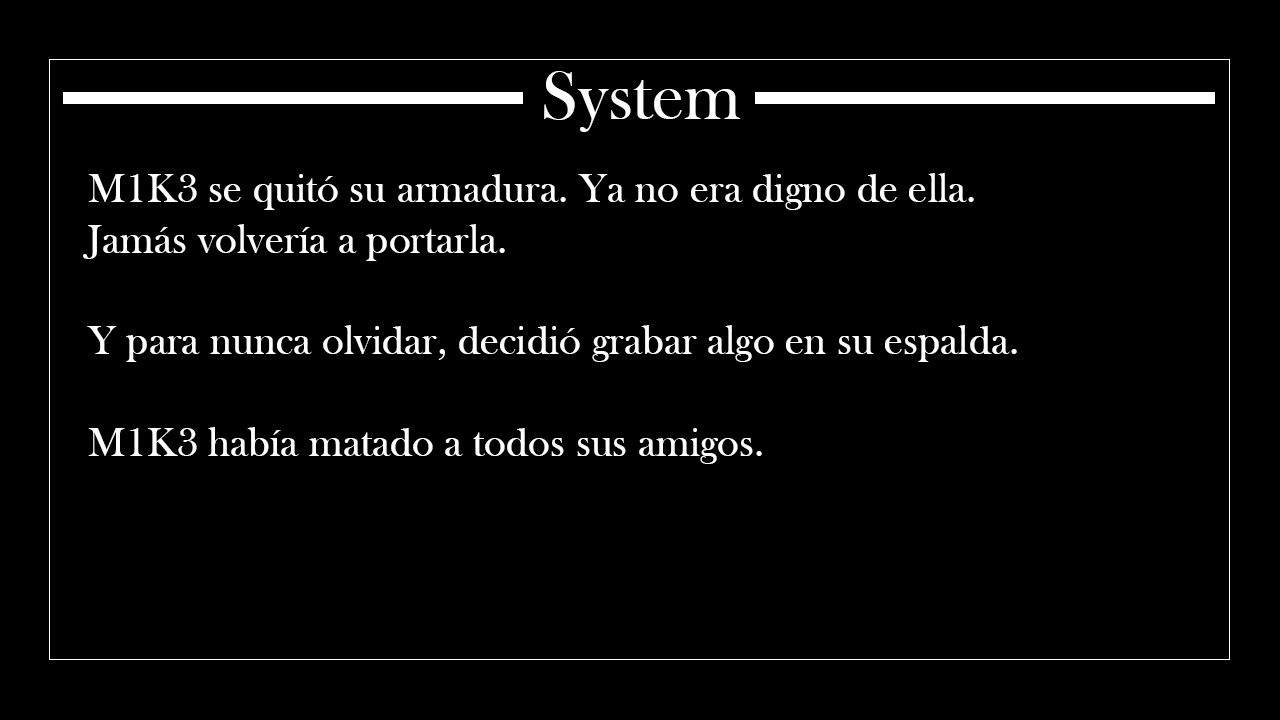 System
M1K3 se quitó su armadura. Ya no era digno de ella.
Jamás volvería a portarla.
Y para nunca olvidar, decidió grabar algo en su espalda.
M1K3 había matado a todos sus amigos.